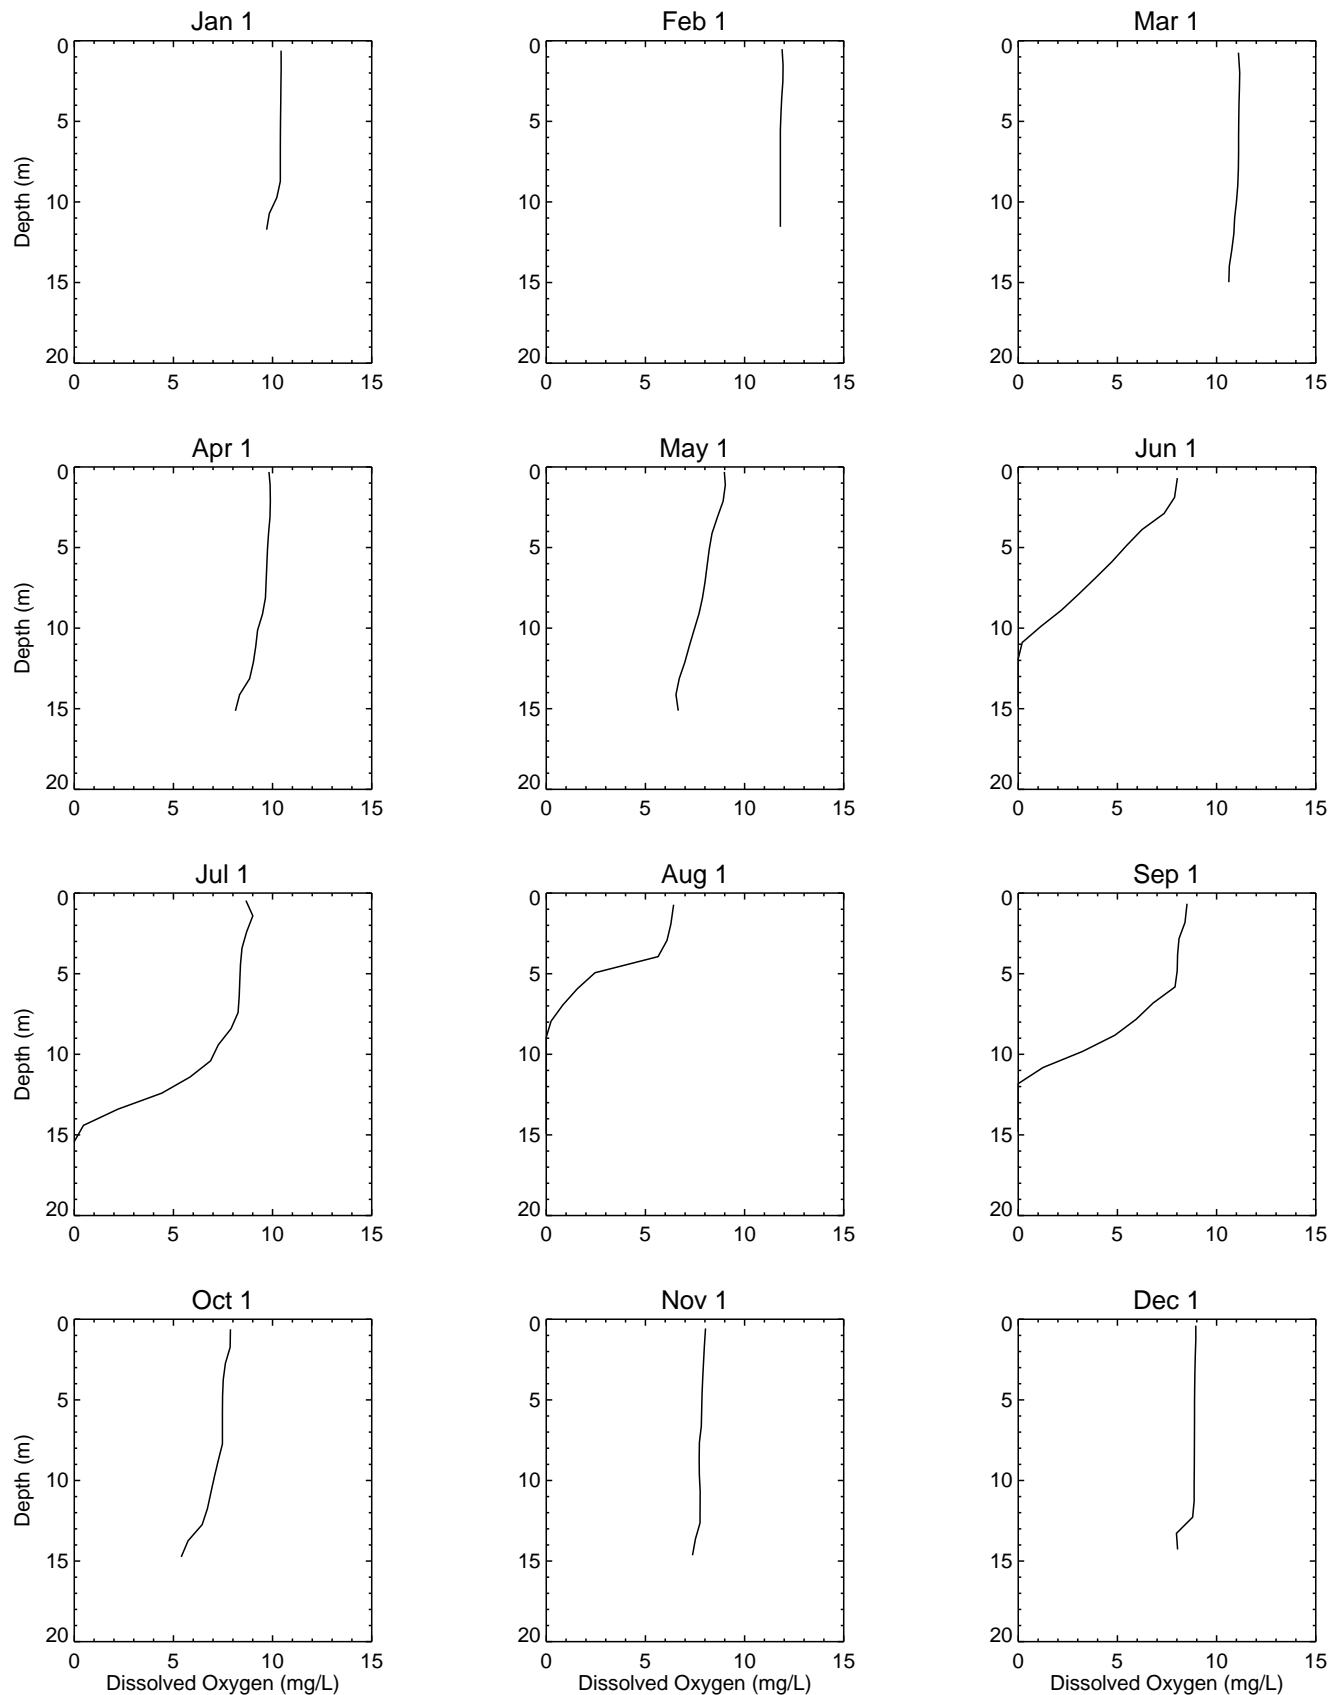 Jan 1 Feb 1 Mar 1
0 0 0
5 5 5
Depth (m)
10 10 10
15 15 15
20 20 20
0 5 10 15 0 5 10 15 0 5 10 15
Apr 1 May 1 Jun 1
0 0 0
5 5 5
Depth (m)
10 10 10
15 15 15
20 20 20
0 5 10 15 0 5 10 15 0 5 10 15
Jul 1 Aug 1 Sep 1
0 0 0
5 5 5
Depth (m)
10 10 10
15 15 15
20 20 20
0 5 10 15 0 5 10 15 0 5 10 15
Oct 1 Nov 1 Dec 1
0 0 0
5 5 5
Depth (m)
10 10 10
15 15 15
20 20 20
0 5 10 15 0 5 10 15 0 5 10 15
Dissolved Oxygen (mg/L) Dissolved Oxygen (mg/L) Dissolved Oxygen (mg/L)